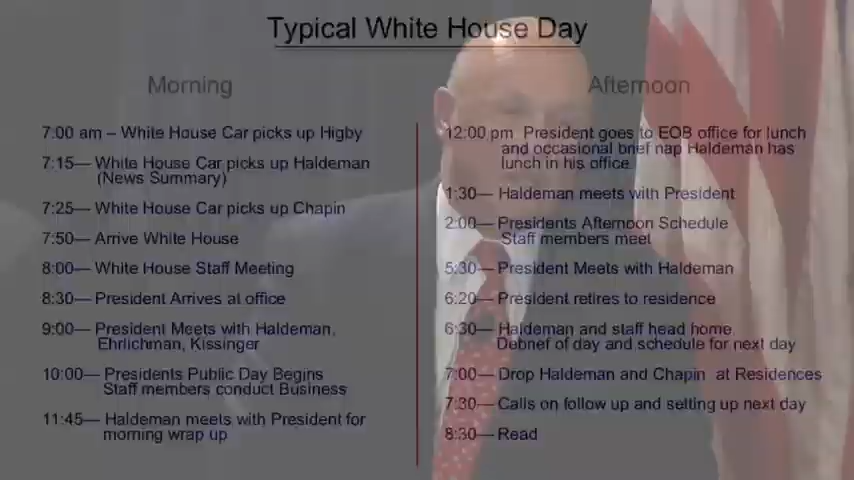 Typical White House Day
Morning
7:00 am – White House Car picks up Higby
7:15— White House Car picks up Haldeman
(News Summary)
7:25— White House Car picks up Chapin
7:50— Arrive White House
8:00— White House Staff Meeting
8:30— President Arrives at office
9:00— President Meets with Haldeman,
Ehrlichman, Kissinger
10:00— Presidents Public Day Begins
Staff members conduct Business
11:45— Haldeman meets with President for
morning wrap up
Afternoon
12:00 pm President goes to EOB office for lunch
and occasional brief nap Haldeman has
lunch in his office.
1:30— Haldeman meets with President
2:00— Presidents Afternoon Schedule
Staff members meet
5:30— President Meets with Haldeman
6:20— President retires to residence
6:30— Haldeman and staff head home.
Debrief of day and schedule for next day
7:00— Drop Haldeman and Chapin at Residences
7:30— Calls on follow up and setting up next day
8:30— Read